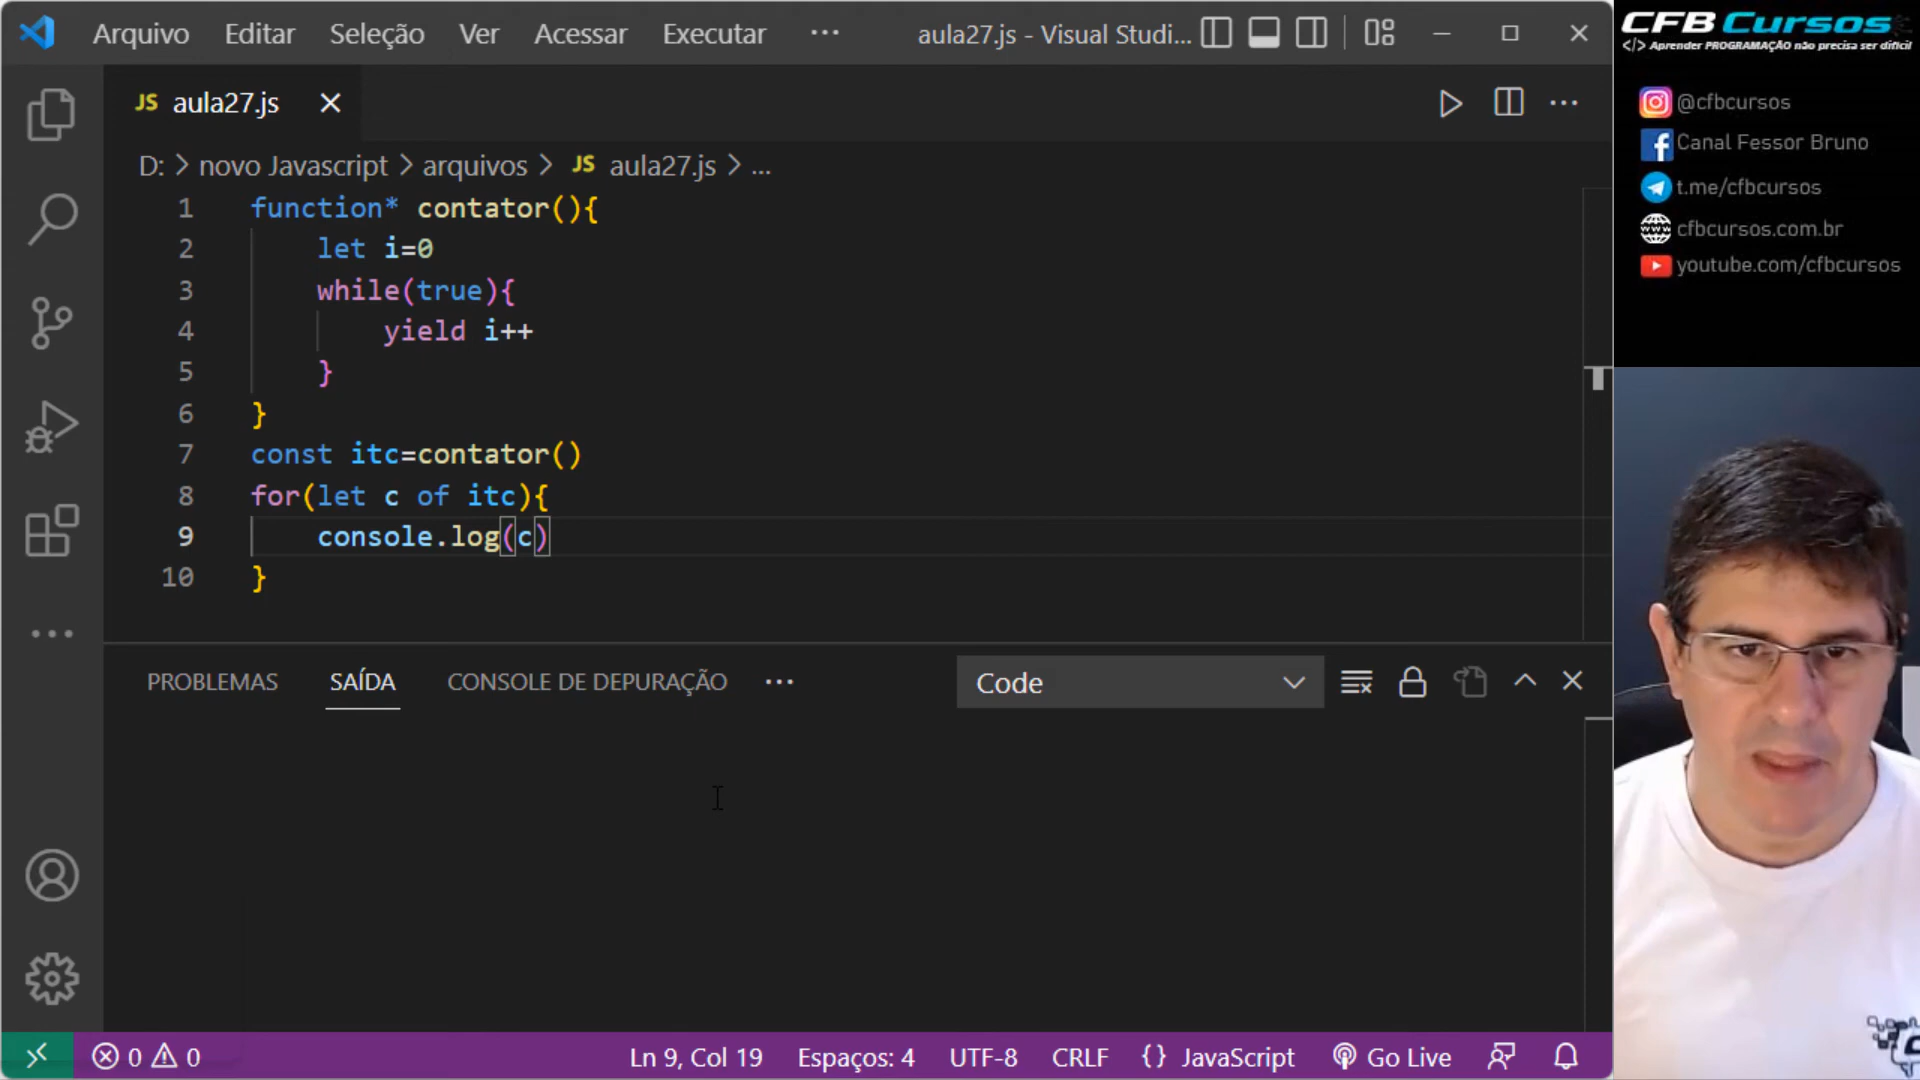 Arquivo Editar Seleção Ver Acessar Executar ··· aula27.js - Visual Studi...
JS aula27.js
D: > novo Javascript > arquivos > JS aula27.js > ...
1 function* contator(){
2     let i=0
3     while(true){
4         yield i++
5     }
6 }
7 const itc=contator()
8 for(let c of itc){
9     console.log(c)
10 }
PROBLEMAS SAÍDA CONSOLE DE DEPURAÇÃO ··· Code
0 0 Ln 9, Col 19 Espaços: 4 UTF-8 CRLF {} JavaScript Go Live
CFB Cursos
</> Aprender PROGRAMAÇÃO não precisa ser difícil
@cfbcursos
Canal Fessor Bruno
t.me/cfbcursos
cfbcursos.com.br
youtube.com/cfbcursos